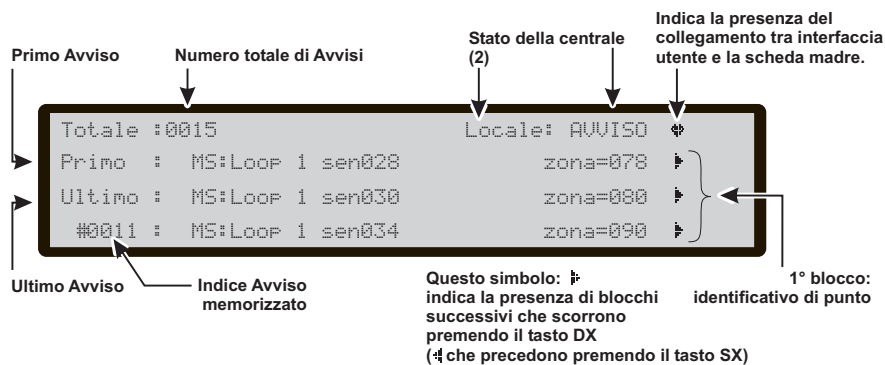 Indica la presenza del
collegamento tra interfaccia
utente e la scheda madre.
Stato della centrale
(2)
Primo Avviso
Numero totale di Avvisi
Totale :0015 Locale: AVVISO
Primo : MS:Loop 1 sen028 zona=078
Ultimo : MS:Loop 1 sen030 zona=080
#0011 : MS:Loop 1 sen034 zona=090
Ultimo Avviso
Indice Avviso
memorizzato
Questo simbolo:
indica la presenza di blocchi
successivi che scorrono
premendo il tasto DX
( che precedono premendo il tasto SX)
1° blocco:
identificativo di punto